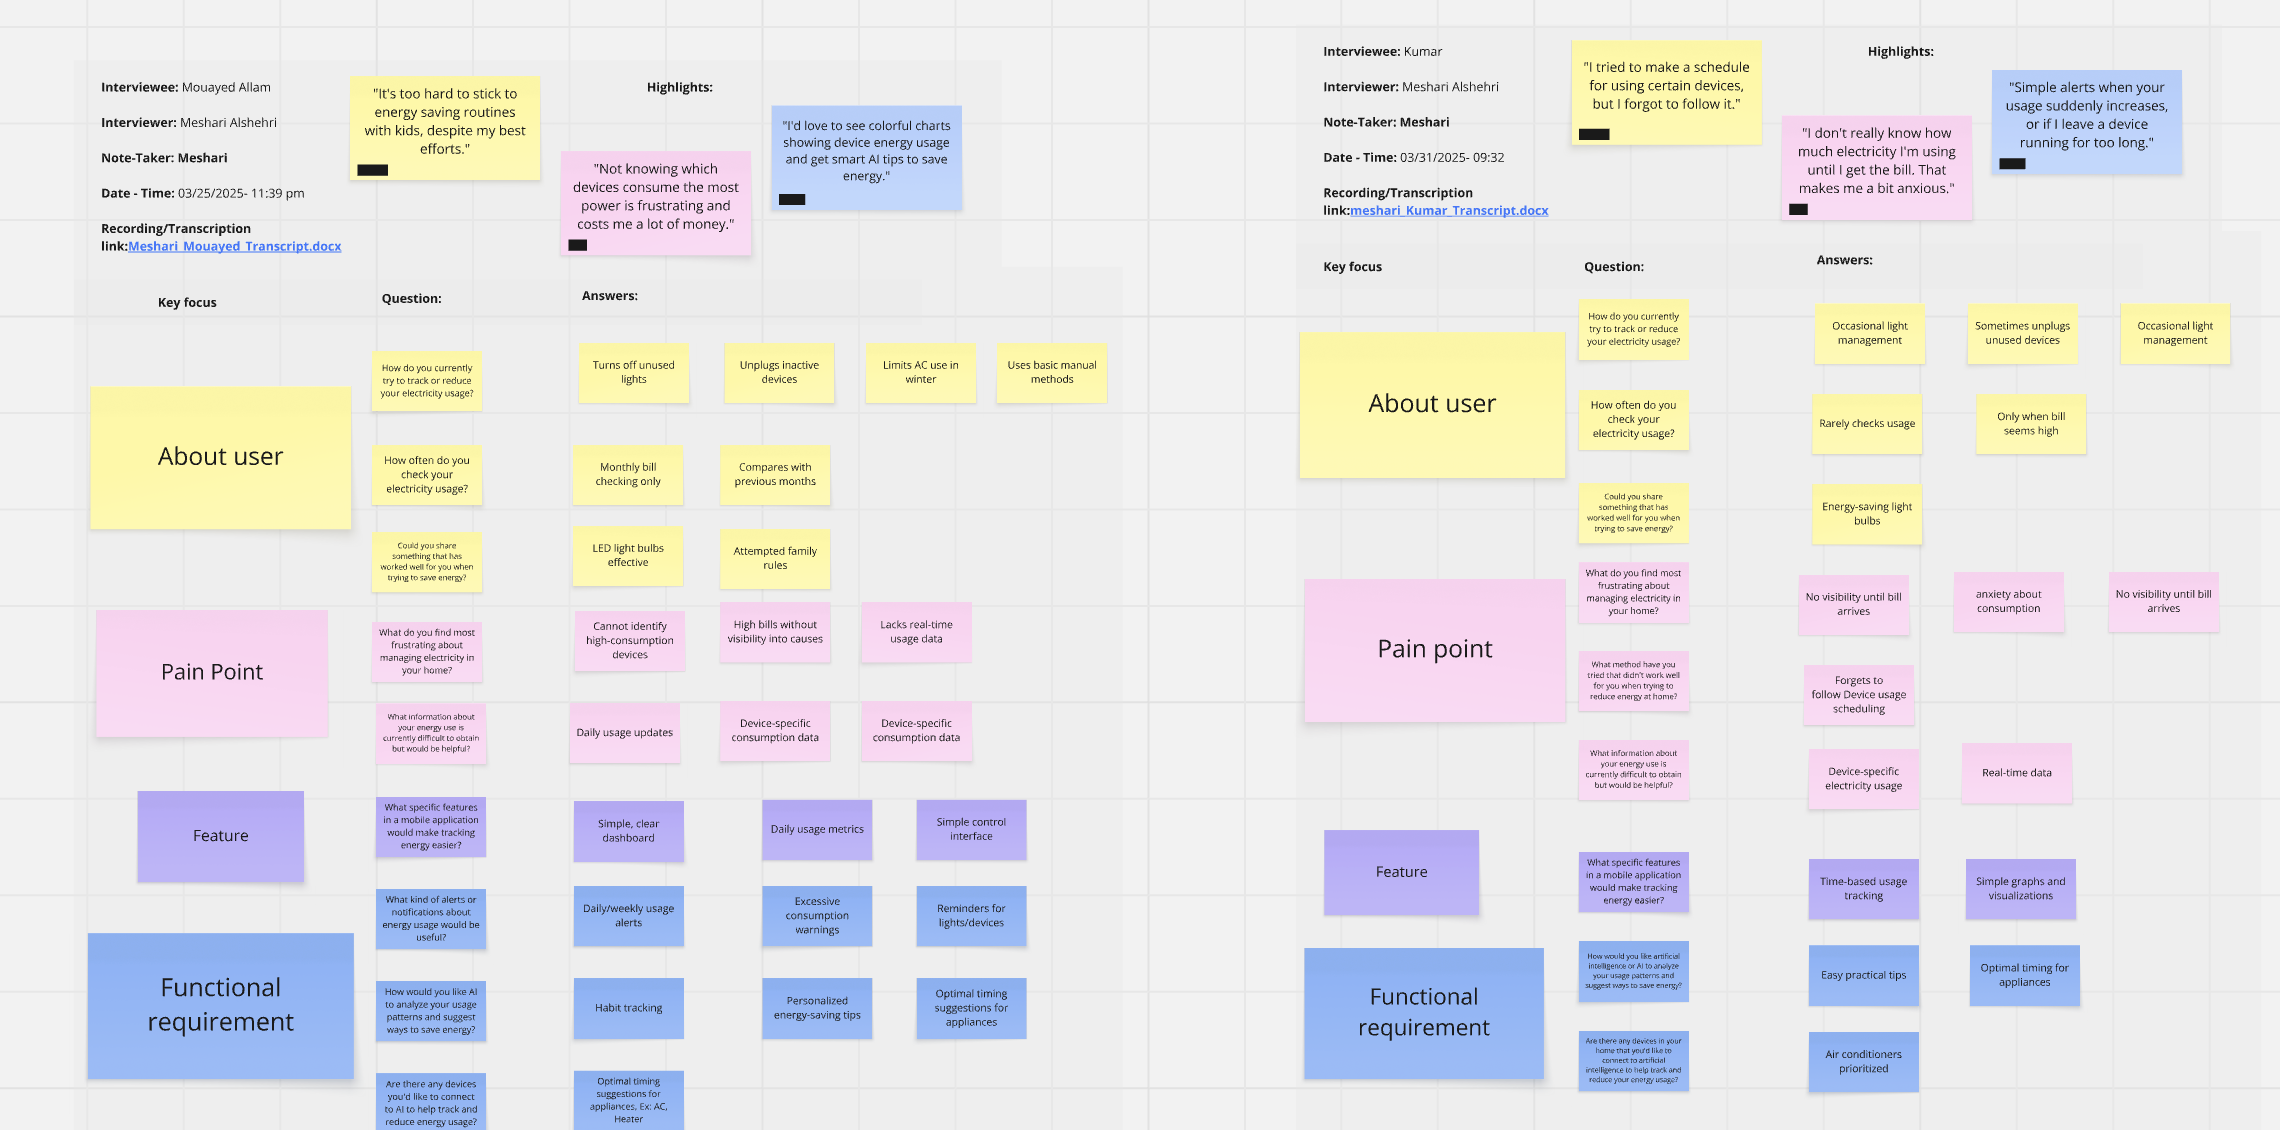 Interviewee: Mouayed Allam
Interviewer: Meshari Alshehri
Note-Taker: Meshari
Date - Time: 03/25/2025- 11:39 pm
Recording/Transcription
link:Meshari_Mouayed_Transcript.docx
"It's too hard to stick to
energy saving routines
with kids, despite my best
efforts."
Highlights:
"Not knowing which
devices consume the most
power is frustrating and
costs me a lot of money."
"I'd love to see colorful charts
showing device energy usage
and get smart AI tips to save
energy."
Key focus
Question:
Answers:
About user
How do you currently
try to track or reduce
your electricity usage?
Turns off unused
lights
Unplugs inactive
devices
Limits AC use in
winter
Uses basic manual
methods
How often do you
check your
electricity usage?
Monthly bill
checking only
Compares with
previous months
Could you share
something that has
worked well for you when
trying to save energy?
LED light bulbs
effective
Attempted family
rules
Pain Point
What do you find most
frustrating about
managing electricity in
your home?
Cannot identify
high-consumption
devices
High bills without
visibility into causes
Lacks real-time
usage data
What information about
your energy use is
currently difficult to obtain
but would be helpful?
Daily usage updates
Device-specific
consumption data
Device-specific
consumption data
Feature
What specific features
in a mobile application
would make tracking
energy easier?
Simple, clear
dashboard
Daily usage metrics
Simple control
interface
Functional
requirement
What kind of alerts or
notifications about
energy usage would be
useful?
Daily/weekly usage
alerts
Excessive
consumption
warnings
Reminders for
lights/devices
How would you like AI
to analyze your usage
patterns and suggest
ways to save energy?
Habit tracking
Personalized
energy-saving tips
Optimal timing
suggestions for
appliances
Are there any devices
you'd like to connect
to AI to help track and
reduce energy usage?
Optimal timing
suggestions for
appliances, Ex: AC,
Heater
Interviewee: Kumar
Interviewer: Meshari Alshehri
Note-Taker: Meshari
Date - Time: 03/31/2025- 09:32
Recording/Transcription
link:meshari_Kumar_Transcript.docx
"I tried to make a schedule
for using certain devices,
but I forgot to follow it."
Highlights:
"I don't really know how
much electricity I'm using
until I get the bill. That
makes me a bit anxious."
"Simple alerts when your
usage suddenly increases,
or if I leave a device
running for too long."
Key focus
Question:
Answers:
About user
How do you currently
try to track or reduce
your electricity usage?
Occasional light
management
Sometimes unplugs
unused devices
Occasional light
management
How often do you
check your
electricity usage?
Rarely checks usage
Only when bill
seems high
Could you share
something that has
worked well for you when
trying to save energy?
Energy-saving light
bulbs
Pain point
What do you find most
frustrating about
managing electricity in
your home?
No visibility until bill
arrives
anxiety about
consumption
No visibility until bill
arrives
What method have you
tried that didn't work well
for you when trying to
reduce energy at home?
Forgets to
follow Device usage
scheduling
What information about
your energy use is
currently difficult to obtain
but would be helpful?
Device-specific
electricity usage
Real-time data
Feature
What specific features
in a mobile application
would make tracking
energy easier?
Time-based usage
tracking
Simple graphs and
visualizations
Functional
requirement
How would you like artificial
intelligence or AI to analyze
your usage patterns and
suggest ways to save energy?
Easy practical tips
Optimal timing for
appliances
Are there any devices in your
home that you'd like to
connect to artificial
intelligence to help track and
reduce your energy usage?
Air conditioners
prioritized